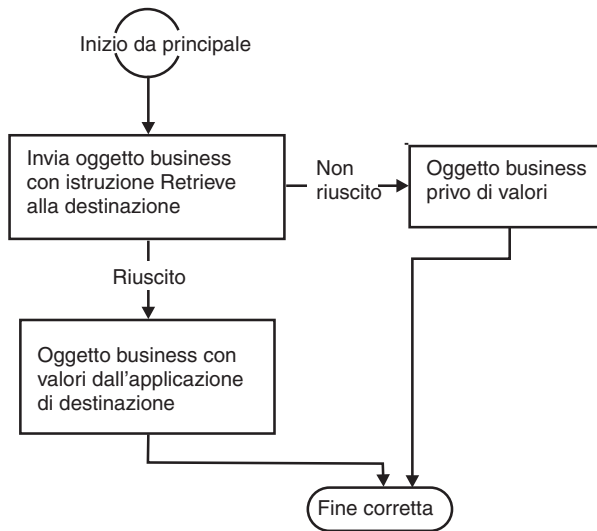 Inizio da principale
Invia oggetto business
con istruzione Retrieve
alla destinazione
Non
riuscito
Oggetto business
privo di valori
Riuscito
Oggetto business con
valori dall'applicazione
di destinazione
Fine corretta